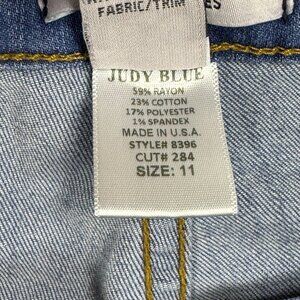 FABRIC/TRIM
ES
JUDY BLUE
59% RAYON
23% COTTON
17% POLYESTER
1% SPANDEX
MADE IN U.S.A.
STYLE# 8396
CUT# 284
SIZE: 11